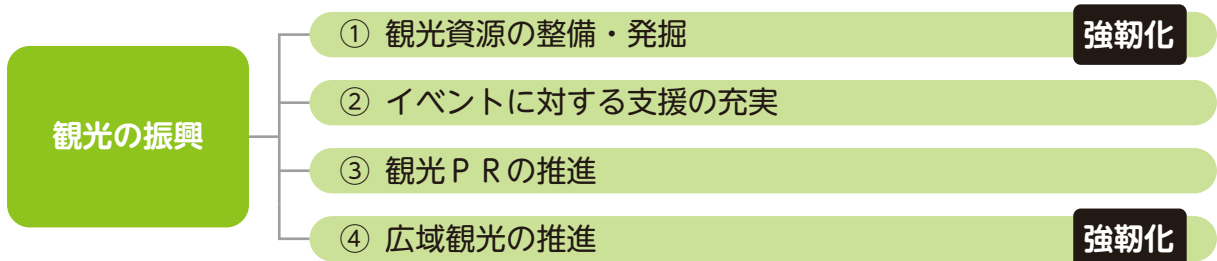 観光の振興
① 観光資源の整備・発掘 強靭化
② イベントに対する支援の充実
③ 観光ＰＲの推進
④ 広域観光の推進 強靭化